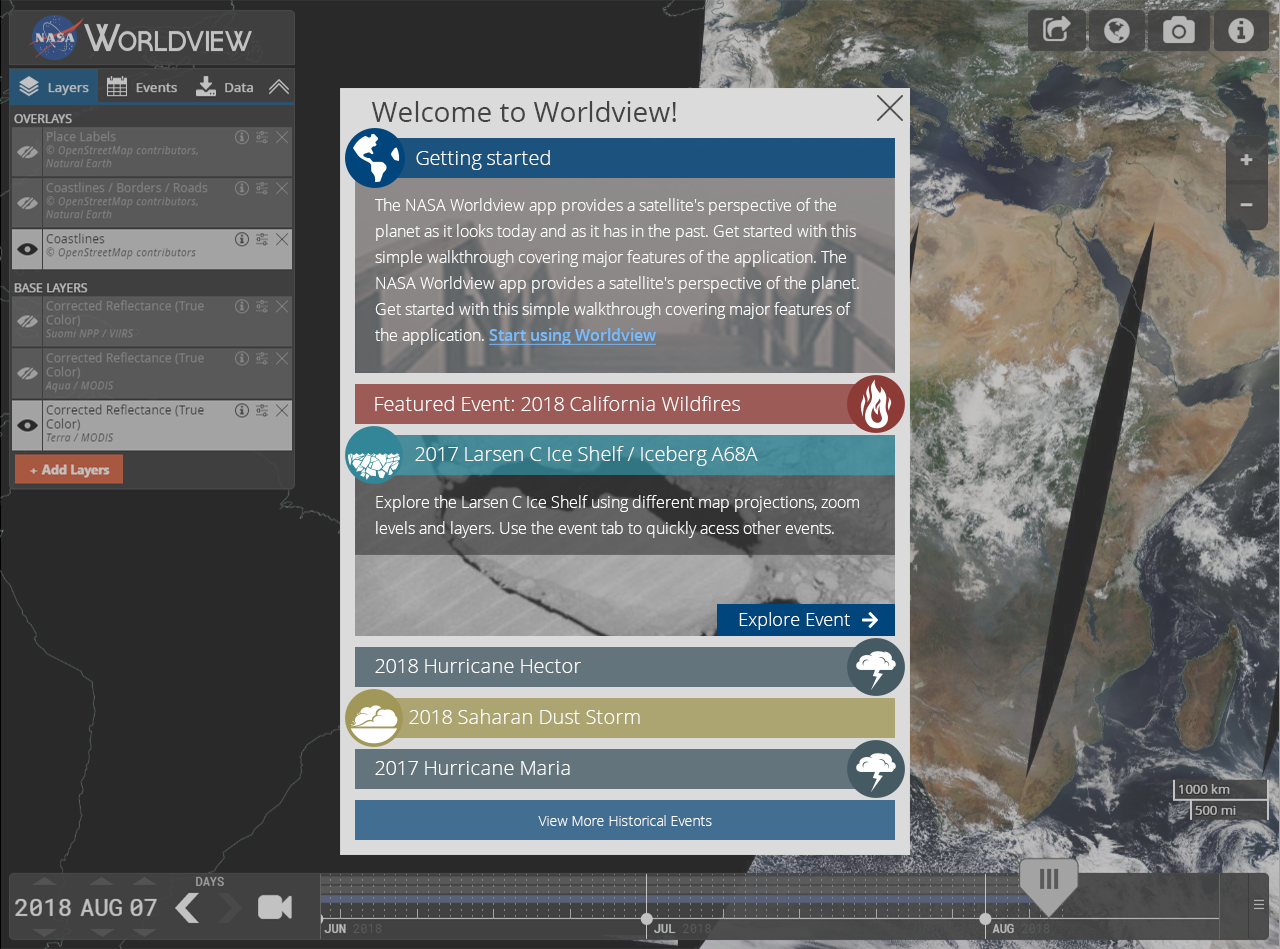 NASA WORLDVIEW
Layers Events Data
OVERLAYS
Place Labels
© OpenStreetMap contributors,
Natural Earth
Coastlines / Borders / Roads
© OpenStreetMap contributors,
Natural Earth
Coastlines
© OpenStreetMap contributors
BASE LAYERS
Corrected Reflectance (True
Color)
Suomi NPP / VIIRS
Corrected Reflectance (True
Color)
Aqua / MODIS
Corrected Reflectance (True
Color)
Terra / MODIS
+ Add Layers
Welcome to Worldview!
Getting started
The NASA Worldview app provides a satellite's perspective of the
planet as it looks today and as it has in the past. Get started with this
simple walkthrough covering major features of the application. The
NASA Worldview app provides a satellite's perspective of the planet.
Get started with this simple walkthrough covering major features of
the application. Start using Worldview
Featured Event: 2018 California Wildfires
2017 Larsen C Ice Shelf / Iceberg A68A
Explore the Larsen C Ice Shelf using different map projections, zoom
levels and layers. Use the event tab to quickly acess other events.
Explore Event
2018 Hurricane Hector
2018 Saharan Dust Storm
2017 Hurricane Maria
View More Historical Events
+
−
1000 km
500 mi
2018 AUG 07
DAYS
JUN 2018
JUL 2018
AUG 2018